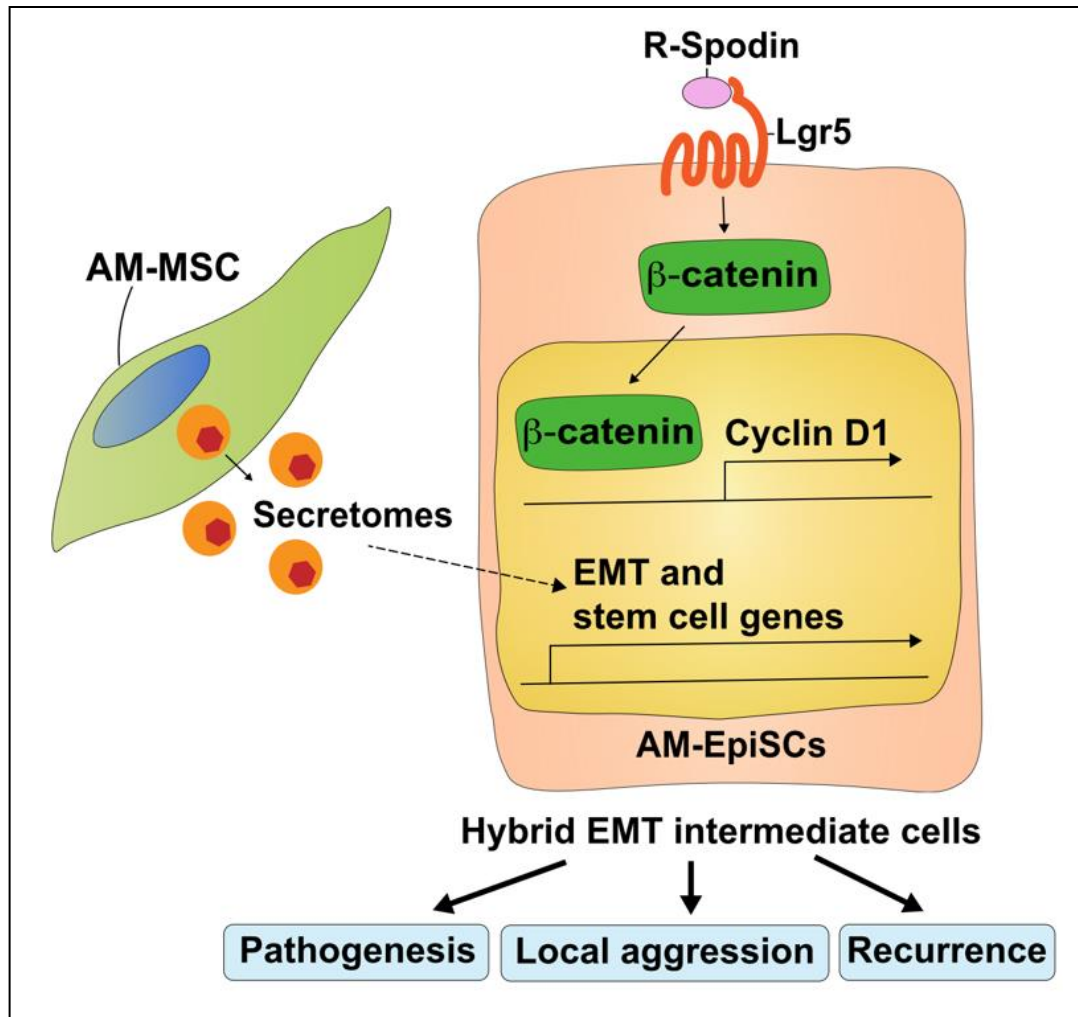 R-Spodin
Lgr5
AM-MSC
β-catenin
β-catenin
Cyclin D1
Secretomes
EMT and
stem cell genes
AM-EpiSCs
Hybrid EMT intermediate cells
Pathogenesis
Local aggression
Recurrence